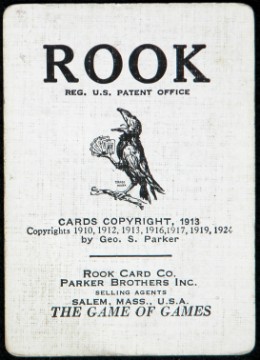 ROOK
REG. U.S. PATENT OFFICE
CARDS COPYRIGHT, 1913
Copyrights 1910, 1912, 1913, 1916, 1917, 1919, 1924
by Geo. S. Parker
ROOK CARD CO.
PARKER BROTHERS INC.
SELLING AGENTS
SALEM, MASS., U.S.A.
THE GAME OF GAMES